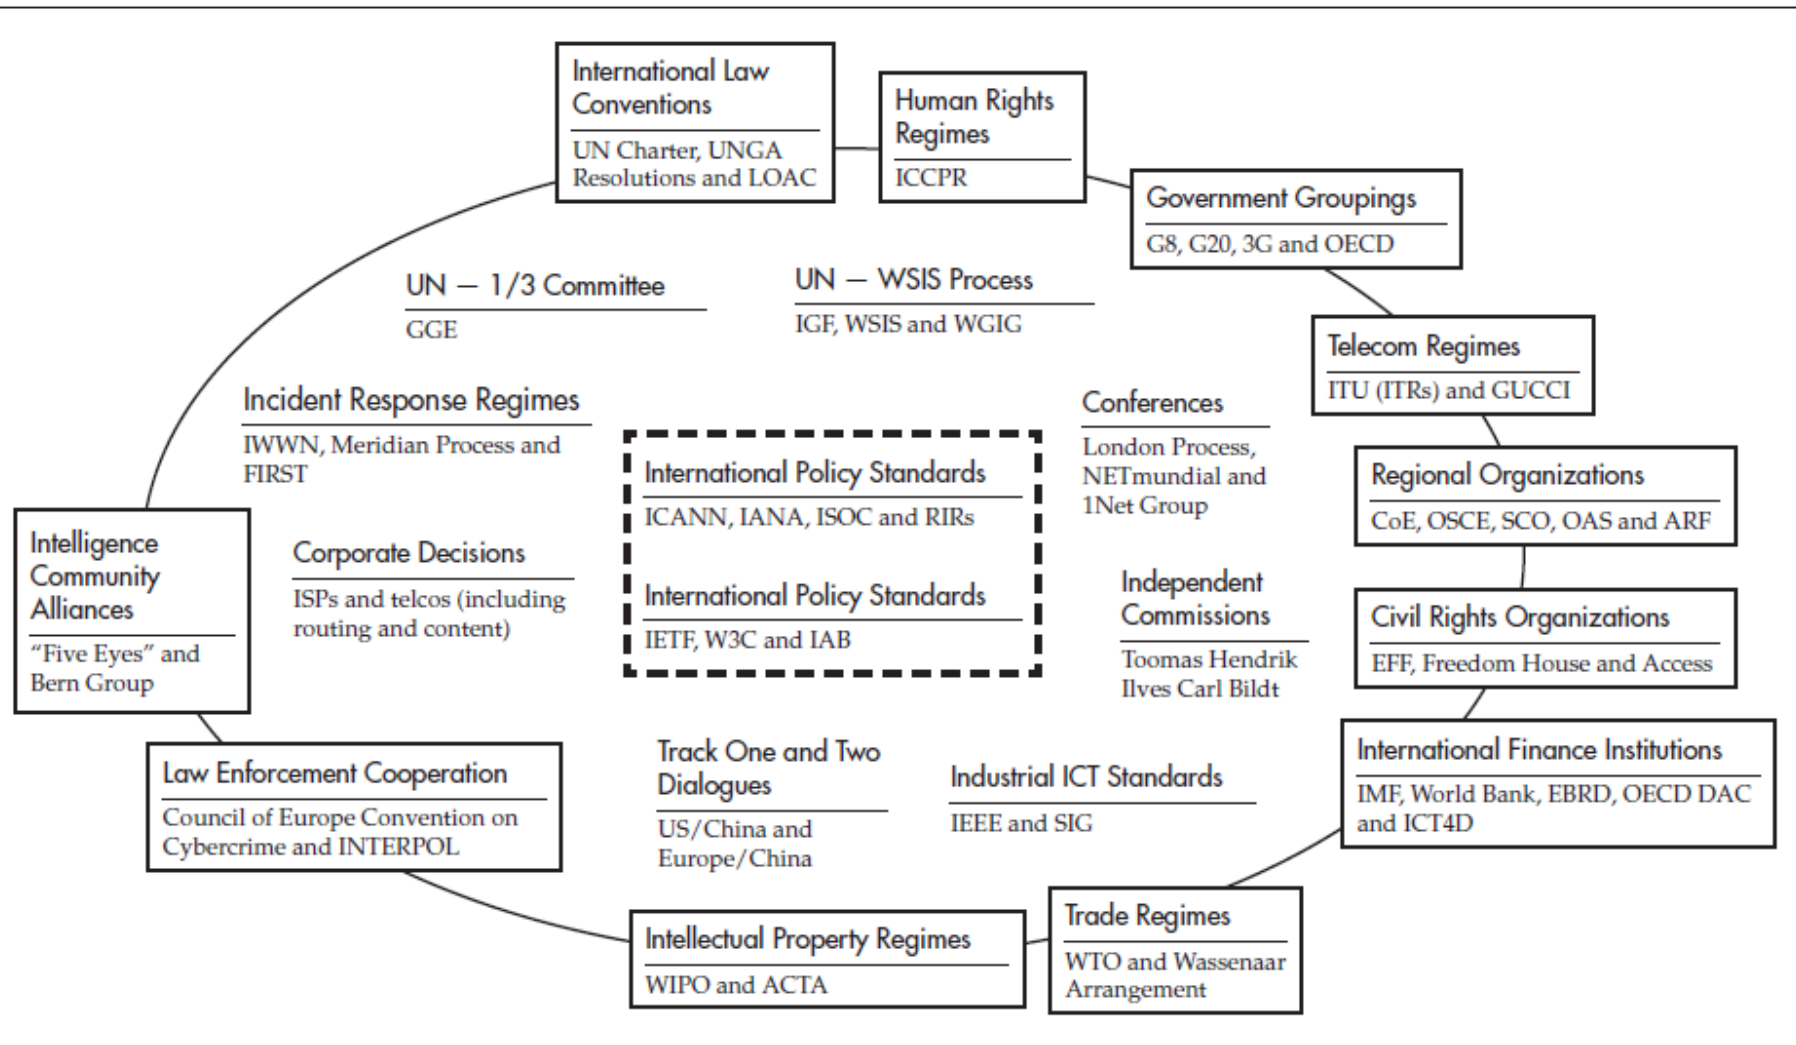 International Law
Conventions
UN Charter, UNGA
Resolutions and LOAC
Human Rights
Regimes
ICCPR
Government Groupings
G8, G20, 3G and OECD
UN — 1/3 Committee
GGE
UN — WSIS Process
IGF, WSIS and WGIG
Telecom Regimes
ITU (ITRs) and GUCCI
Incident Response Regimes
IWWN, Meridian Process and
FIRST
Conferences
London Process,
NETmundial and
1Net Group
International Policy Standards
ICANN, IANA, ISOC and RIRs
International Policy Standards
IETF, W3C and IAB
Regional Organizations
CoE, OSCE, SCO, OAS and ARF
Intelligence
Community
Alliances
"Five Eyes" and
Bern Group
Corporate Decisions
ISPs and telcos (including
routing and content)
Independent
Commissions
Toomas Hendrik
Ilves Carl Bildt
Civil Rights Organizations
EFF, Freedom House and Access
Law Enforcement Cooperation
Council of Europe Convention on
Cybercrime and INTERPOL
Track One and Two
Dialogues
US/China and
Europe/China
Industrial ICT Standards
IEEE and SIG
International Finance Institutions
IMF, World Bank, EBRD, OECD DAC
and ICT4D
Intellectual Property Regimes
WIPO and ACTA
Trade Regimes
WTO and Wassenaar
Arrangement